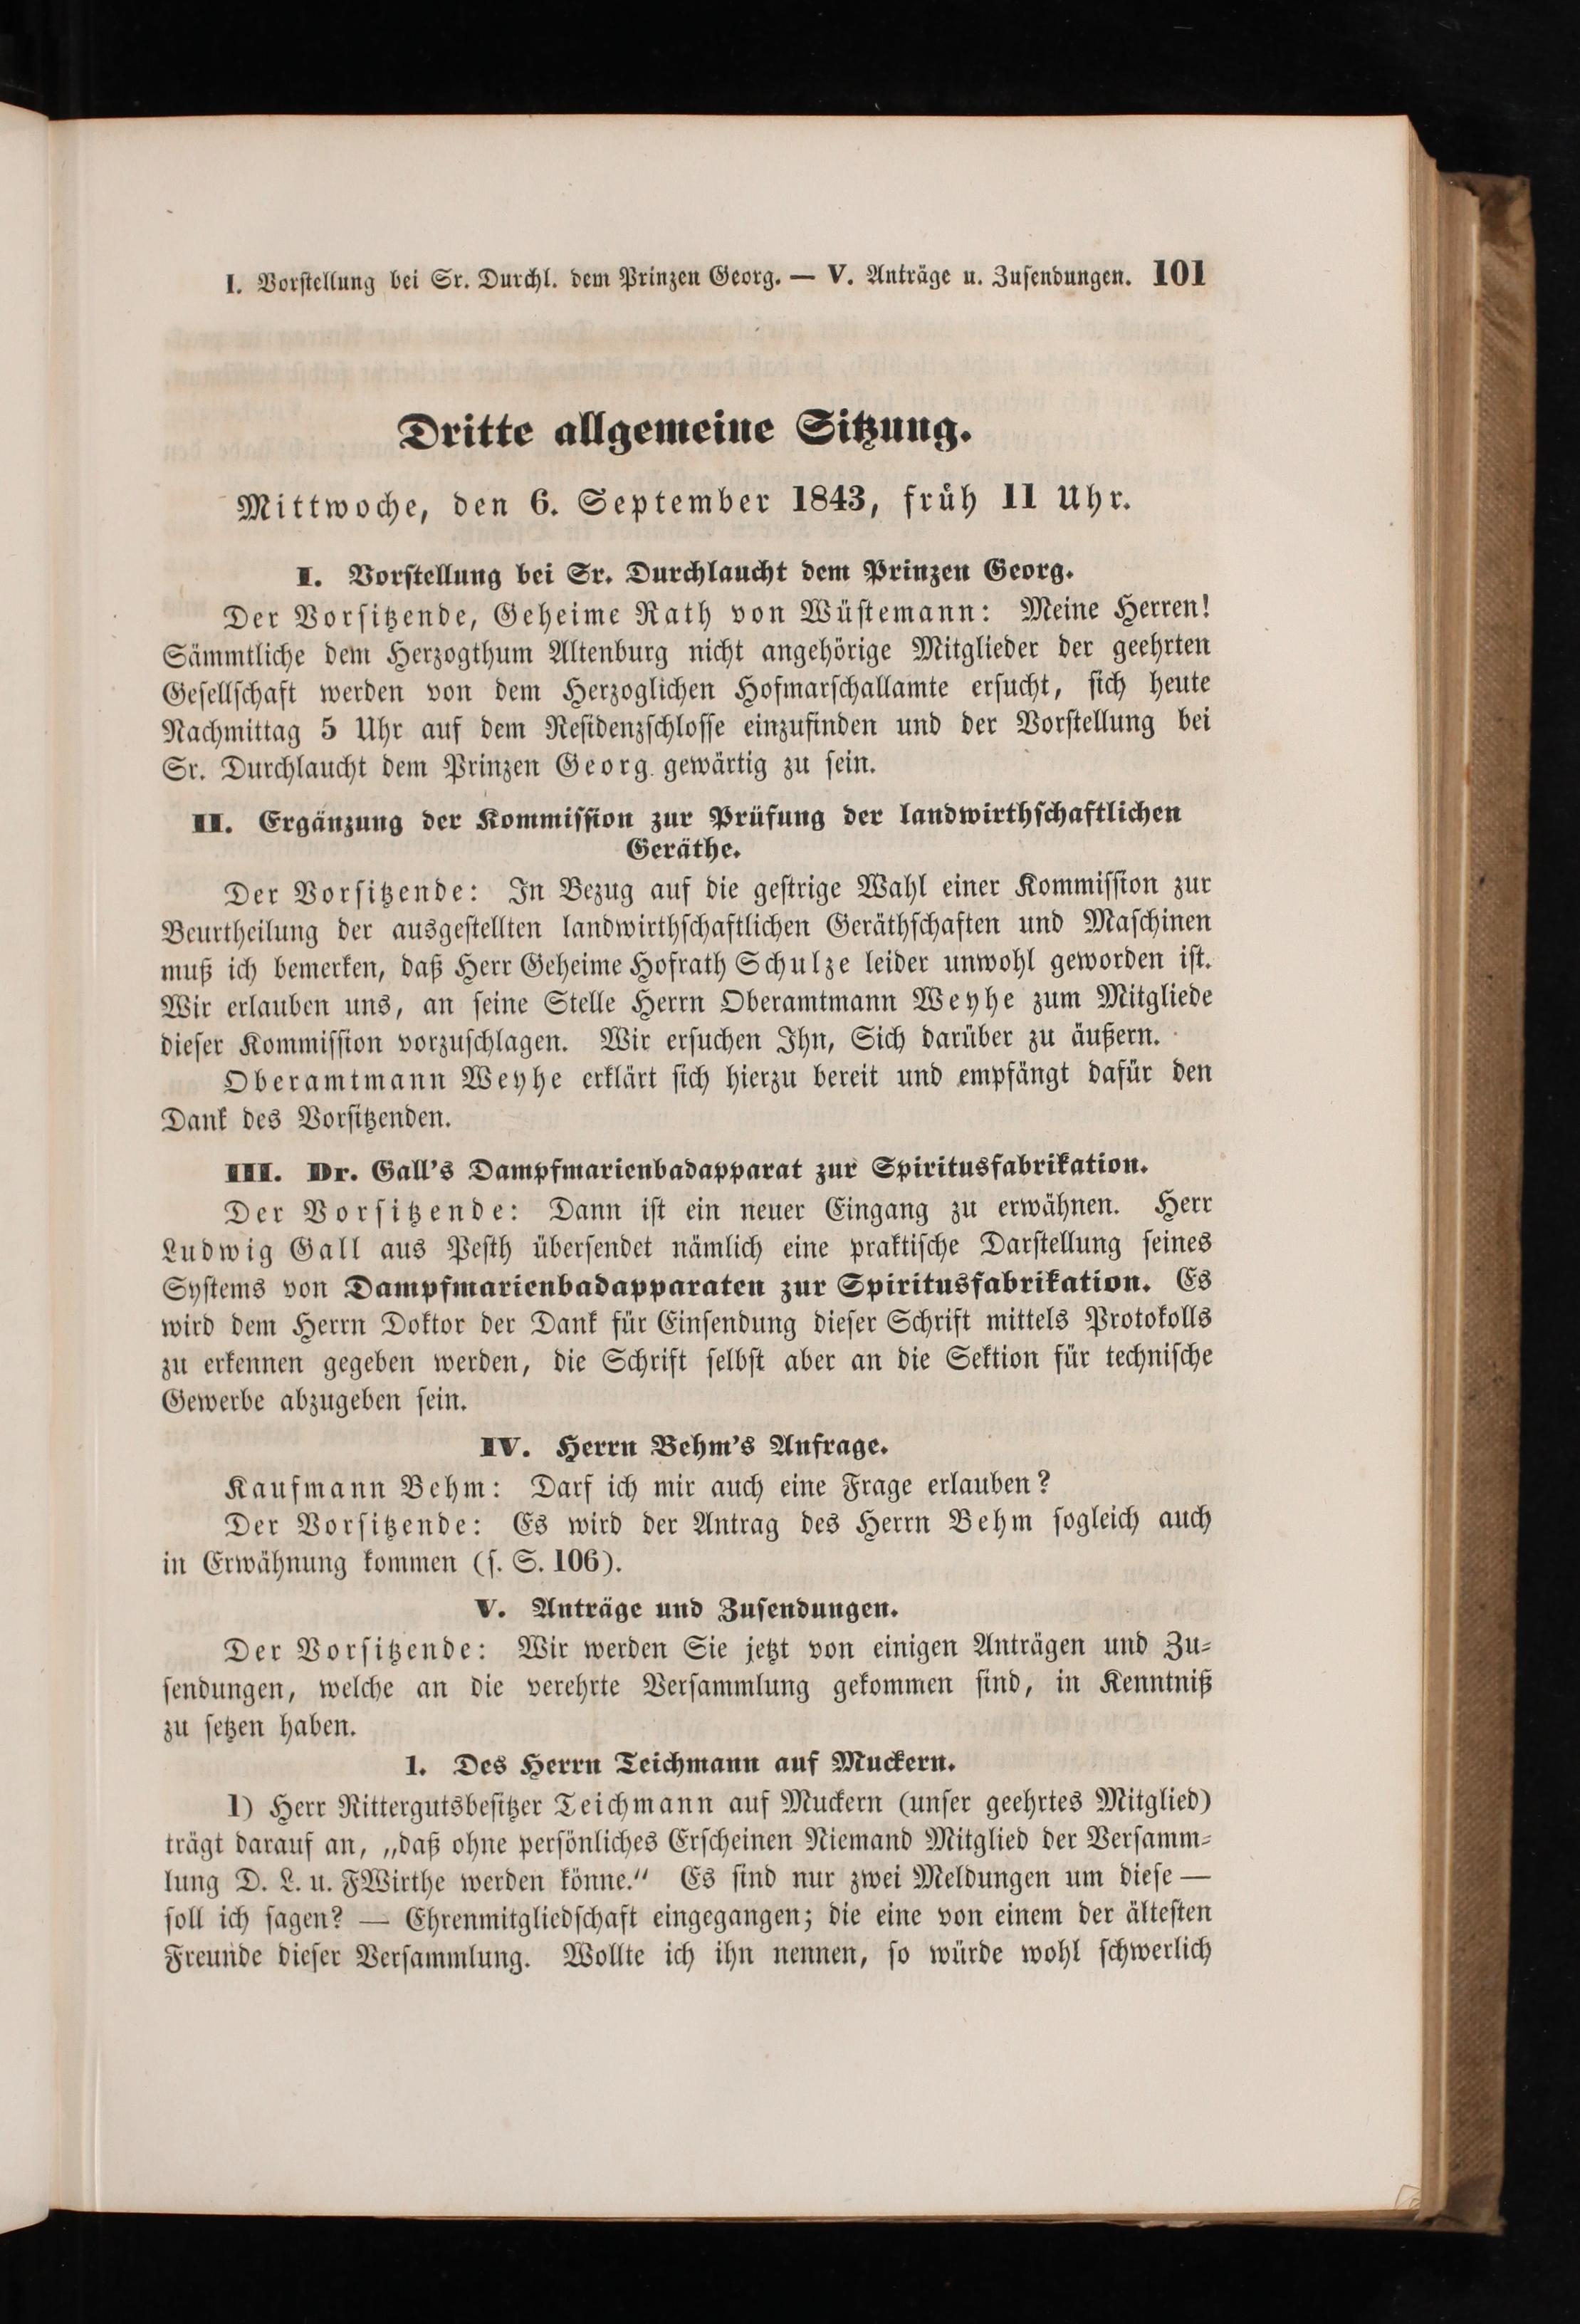 I. Vorſtellung bei Sr. Durchl. dem Prinzen Georg. — V. Anträge u. Zuſendungen. 101
Dritte allgemeine Sitzung.
Mittwoche, den 6. September 1843, früh 11 Uhr.
I. Vorſtellung bei Sr. Durchlaucht dem Prinzen Georg.
Der Vorſitzende, Geheime Rath von Wüſtemann: Meine Herren!
Sämmtliche dem Herzogthum Altenburg nicht angehörige Mitglieder der geehrten
Geſellſchaft werden von dem Herzoglichen Hofmarſchallamte erſucht, ſich heute
Nachmittag 5 Uhr auf dem Reſidenzſchloſſe einzufinden und der Vorſtellung bei
Sr. Durchlaucht dem Prinzen Georg gewärtig zu ſein.
II. Ergänzung der Kommiſſion zur Prüfung der landwirthſchaftlichen
Geräthe.
Der Vorſitzende: In Bezug auf die geſtrige Wahl einer Kommiſſion zur
Beurtheilung der ausgeſtellten landwirthſchaftlichen Geräthſchaften und Maſchinen
muß ich bemerken, daß Herr Geheime Hofrath Schulze leider unwohl geworden iſt.
Wir erlauben uns, an ſeine Stelle Herrn Oberamtmann Weyhe zum Mitgliede
dieſer Kommiſſion vorzuſchlagen. Wir erſuchen Ihn, Sich darüber zu äußern.
Oberamtmann Weyhe erklärt ſich hierzu bereit und empfängt dafür den
Dank des Vorſitzenden.
III. Dr. Gall's Dampfmarienbadapparat zur Spiritusfabrikation.
Der Vorſitzende: Dann iſt ein neuer Eingang zu erwähnen. Herr
Ludwig Gall aus Peſth überſendet nämlich eine praktiſche Darſtellung ſeines
Syſtems von Dampfmarienbadapparaten zur Spiritusfabrikation. Es
wird dem Herrn Doktor der Dank für Einſendung dieſer Schrift mittels Protokolls
zu erkennen gegeben werden, die Schrift ſelbſt aber an die Sektion für techniſche
Gewerbe abzugeben ſein.
IV. Herrn Behm's Anfrage.
Kaufmann Behm: Darf ich mir auch eine Frage erlauben?
Der Vorſitzende: Es wird der Antrag des Herrn Behm ſogleich auch
in Erwähnung kommen (ſ. S. 106).
V. Anträge und Zuſendungen.
Der Vorſitzende: Wir werden Sie jetzt von einigen Anträgen und Zu⸗
ſendungen, welche an die verehrte Verſammlung gekommen ſind, in Kenntniß
zu ſetzen haben.
1. Des Herrn Teichmann auf Muckern.
1) Herr Rittergutsbeſitzer Teichmann auf Muckern (unſer geehrtes Mitglied)
trägt darauf an, „daß ohne perſönliches Erſcheinen Niemand Mitglied der Verſamm⸗
lung D. L. u. FWirthe werden könne.“ Es ſind nur zwei Meldungen um dieſe —
ſoll ich ſagen? — Ehrenmitgliedſchaft eingegangen; die eine von einem der älteſten
Freunde dieſer Verſammlung. Wollte ich ihn nennen, ſo würde wohl ſchwerlich